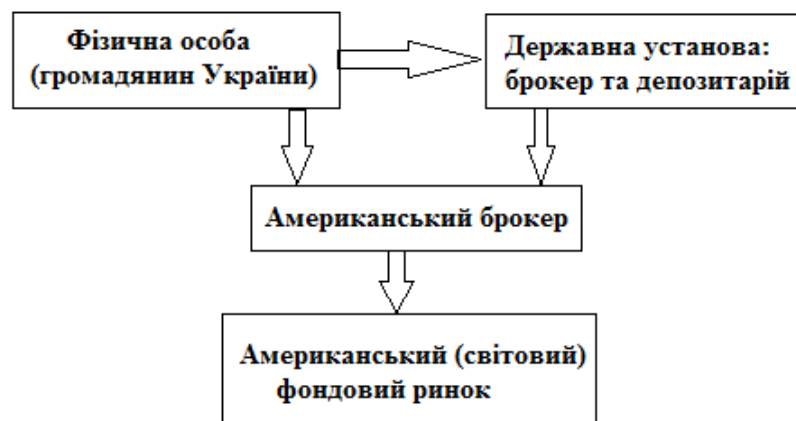 Фізична особа
(громадянин України)
Державна установа:
брокер та депозитарій
Американський брокер
Американський (світовий)
фондовий ринок